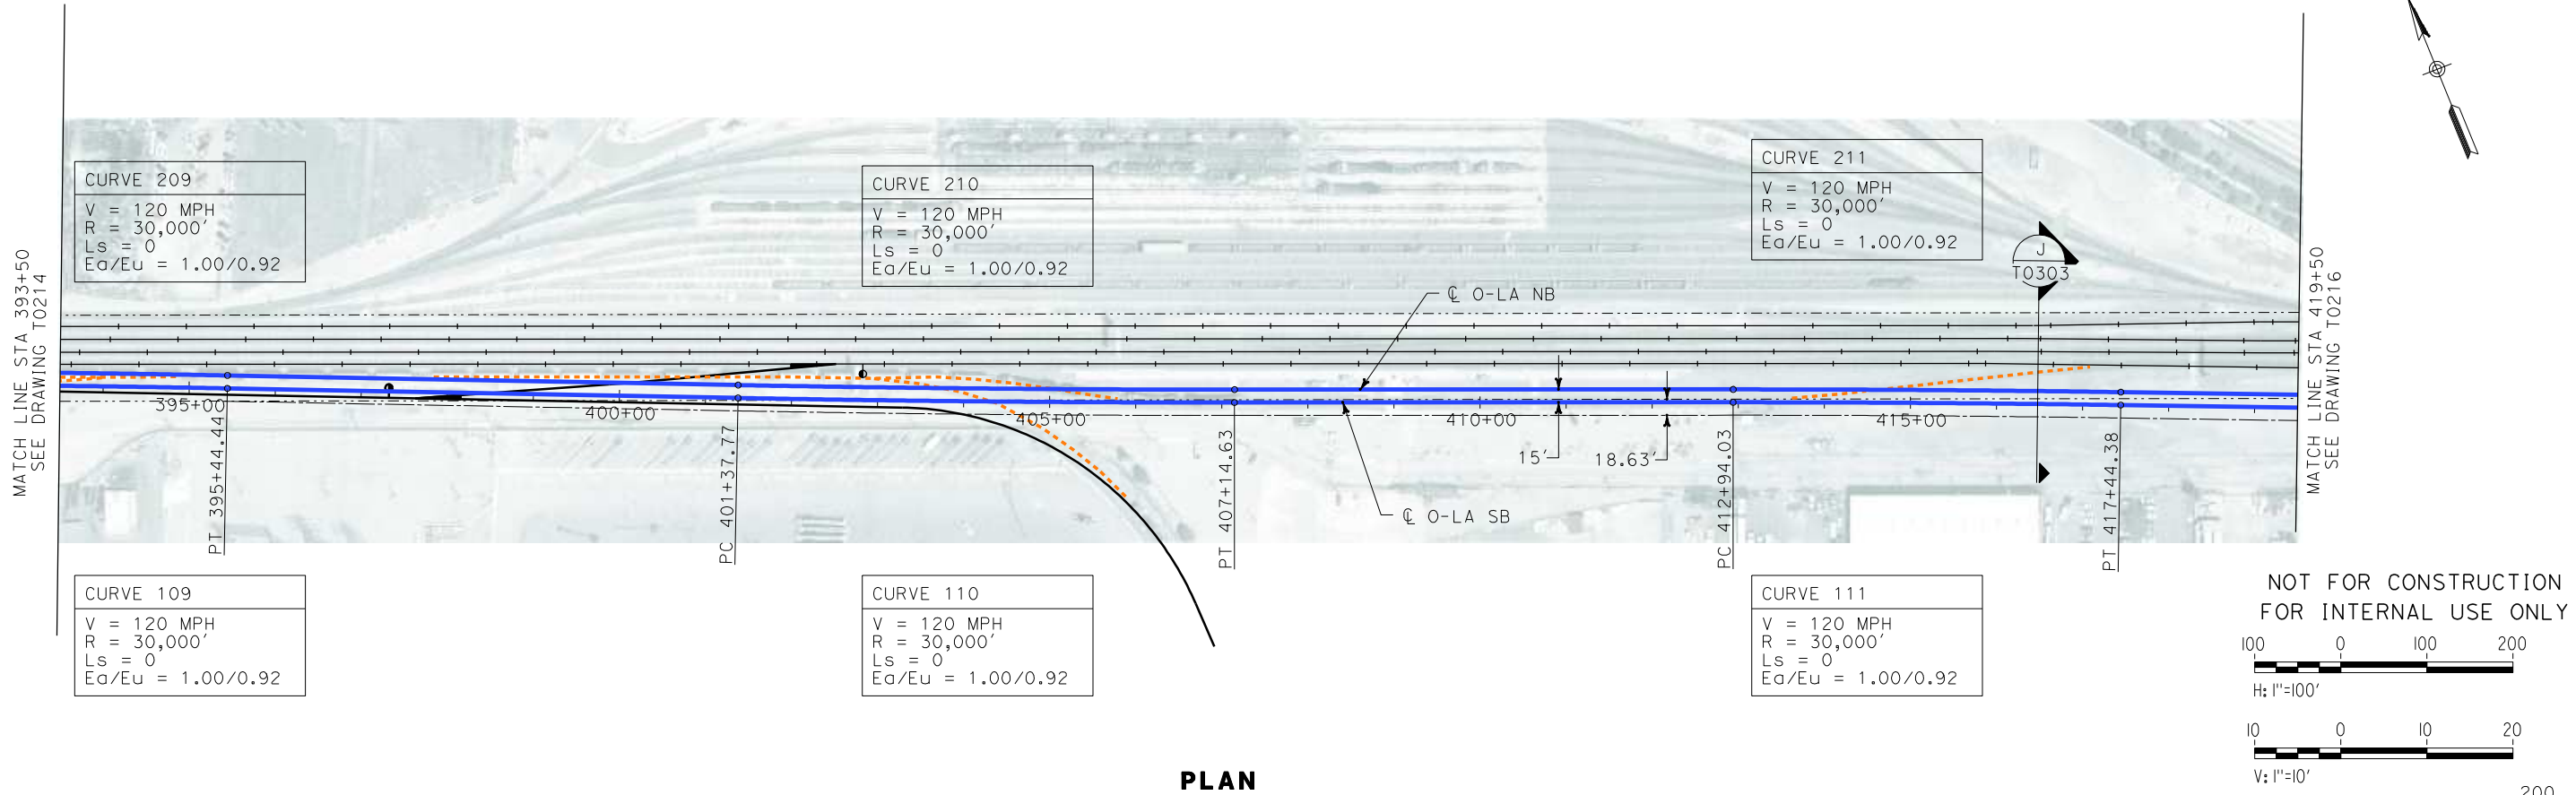 MATCH LINE STA 393+50
SEE DRAWING T0214
CURVE 209
V = 120 MPH
R = 30,000′
Ls = 0
Ea/Eu = 1.00/0.92
CURVE 210
V = 120 MPH
R = 30,000′
Ls = 0
Ea/Eu = 1.00/0.92
CURVE 211
V = 120 MPH
R = 30,000′
Ls = 0
Ea/Eu = 1.00/0.92
J
T0303
MATCH LINE STA 419+50
SEE DRAWING T0216
℄ O-LA NB
395+00
400+00
405+00
410+00
415+00
15′
18.63′
℄ O-LA SB
PT 395+44.44
PC 401+37.77
PT 407+14.63
PC 412+94.03
PT 417+44.38
CURVE 109
V = 120 MPH
R = 30,000′
Ls = 0
Ea/Eu = 1.00/0.92
CURVE 110
V = 120 MPH
R = 30,000′
Ls = 0
Ea/Eu = 1.00/0.92
CURVE 111
V = 120 MPH
R = 30,000′
Ls = 0
Ea/Eu = 1.00/0.92
NOT FOR CONSTRUCTION
FOR INTERNAL USE ONLY
100 0 100 200
H: 1"=100′
10 0 10 20
V: 1"=10′
PLAN
200